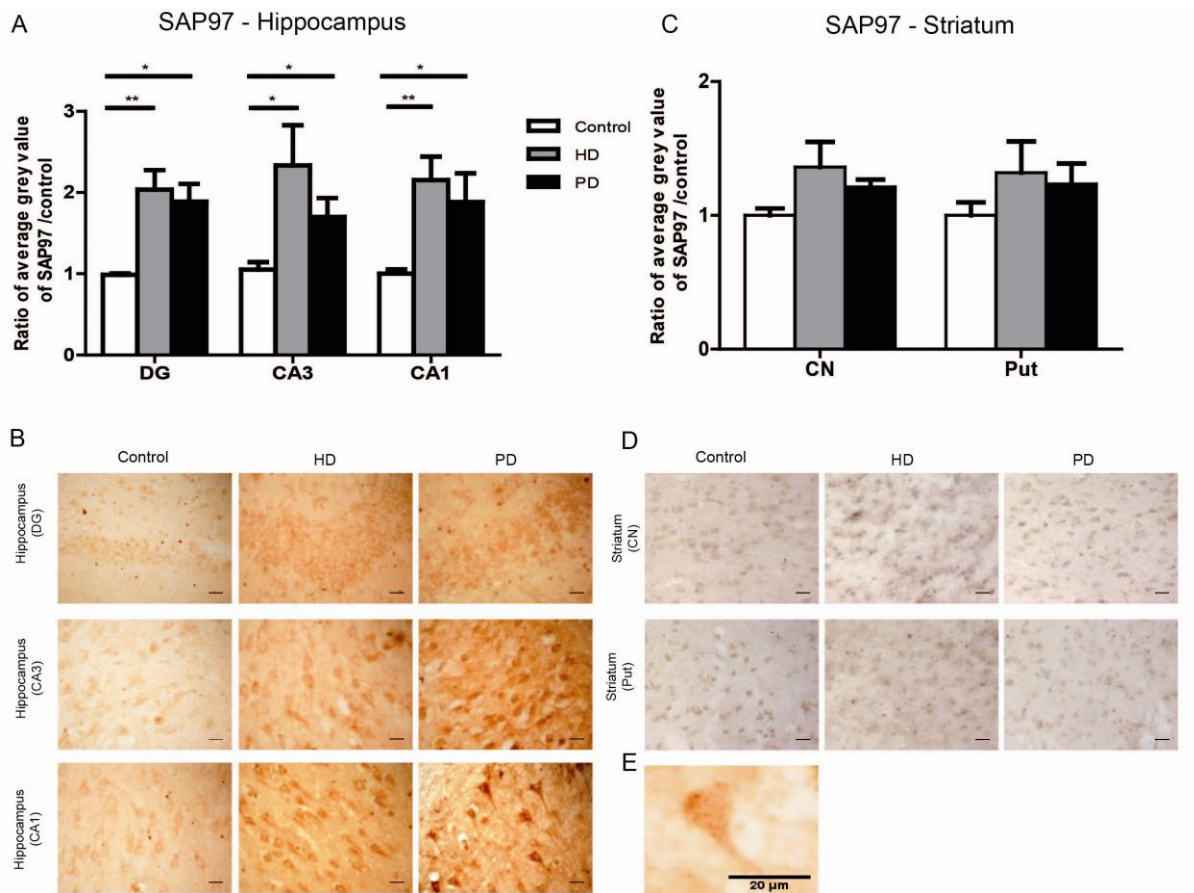 A
SAP97 - Hippocampus
Ratio of average grey value
of SAP97 /control
3
2
1
0
*
**
*
*
*
**
DG
CA3
CA1
Control
HD
PD
C
SAP97 - Striatum
Ratio of average grey value
of SAP97 /control
2
1
0
CN
Put
B
Control
HD
PD
Hippocampus
(DG)
Hippocampus
(CA3)
Hippocampus
(CA1)
D
Control
HD
PD
Striatum
(CN)
Striatum
(Put)
E
20 µm